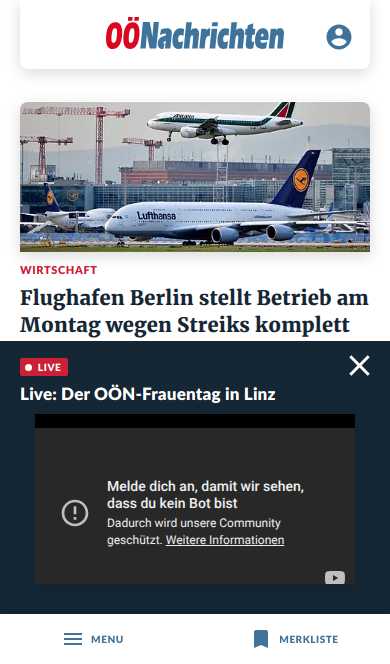 OÖNachrichten
Alitalia
Lufthansa
WIRTSCHAFT
Flughafen Berlin stellt Betrieb am
Montag wegen Streiks komplett
LIVE
Live: Der OÖN-Frauentag in Linz
Melde dich an, damit wir sehen,
dass du kein Bot bist
Dadurch wird unsere Community
geschützt. Weitere Informationen
MENU
MERKLISTE